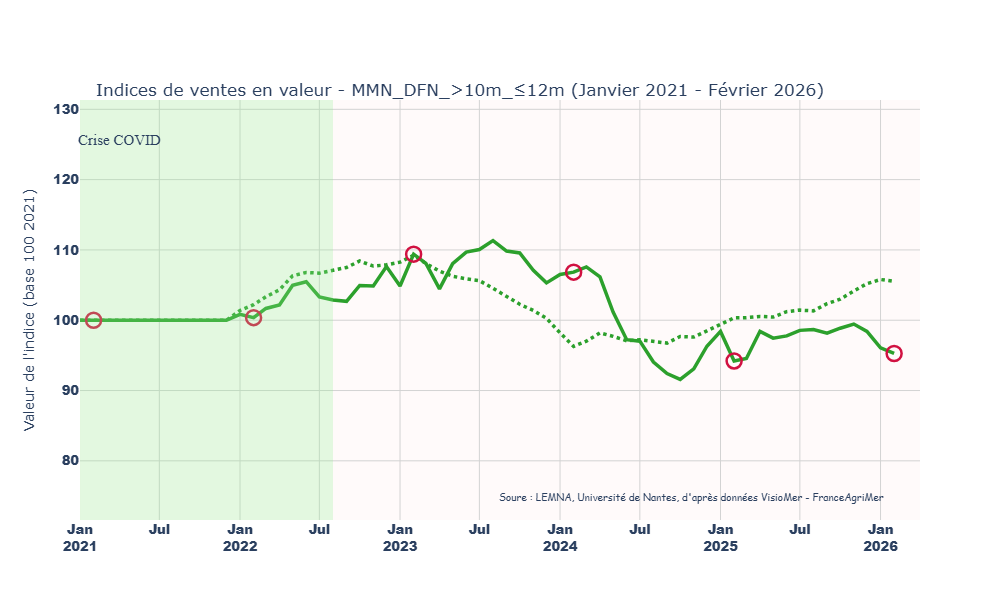 Indices de ventes en valeur - MMN_DFN_>10m_≤12m (Janvier 2021 - Février 2026)
130
Crise COVID
120
110
100
90
80
Valeur de l'indice (base 100 2021)
Soure : LEMNA, Université de Nantes, d'après données VisioMer - FranceAgriMer
Jan Jul Jan Jul Jan Jul Jan Jul Jan Jul Jan
2021 2022 2023 2024 2025 2026